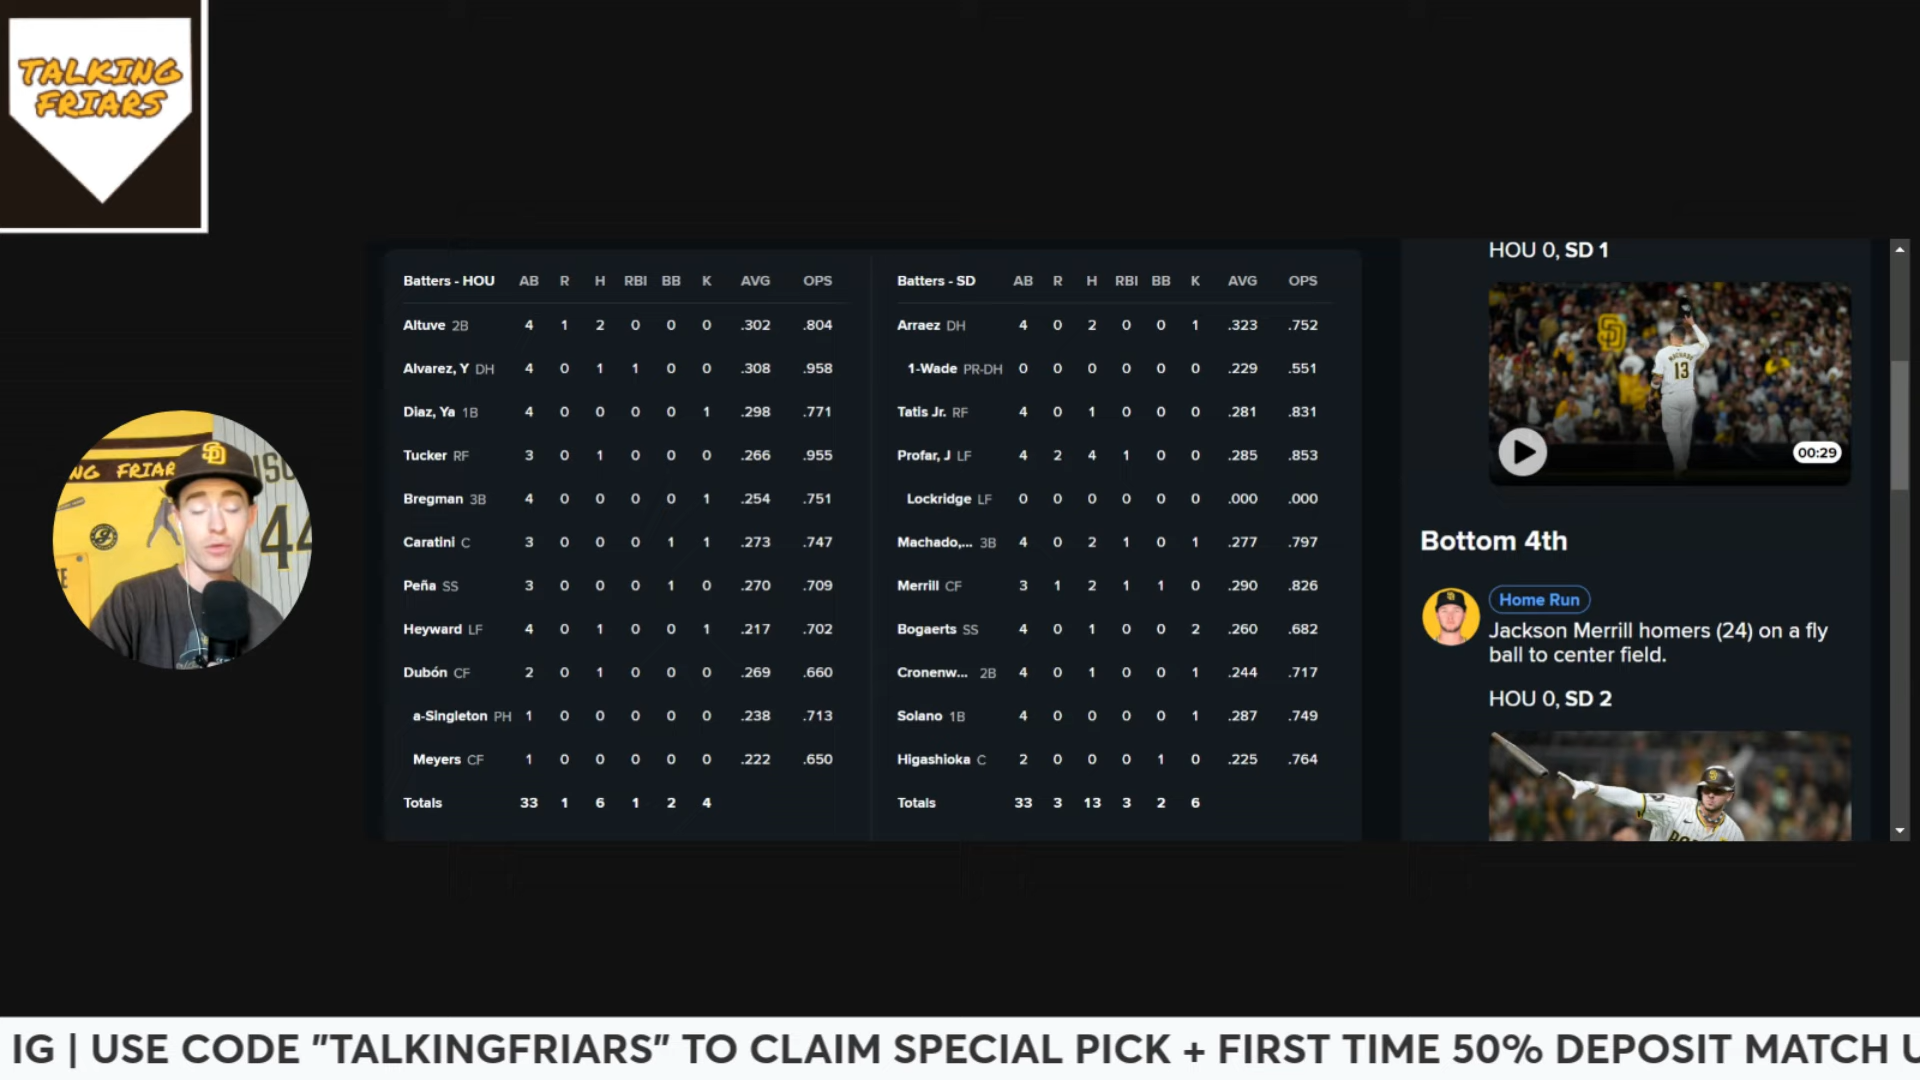 TALKING
FRIARS
Batters - HOU AB R H RBI BB K AVG OPS
Altuve 2B 4 1 2 0 0 0 .302 .804
Alvarez, Y DH 4 0 1 1 0 0 .308 .958
Diaz, Ya 1B 4 0 0 0 0 1 .298 .771
Tucker RF 3 0 1 0 0 0 .266 .955
Bregman 3B 4 0 0 0 0 1 .254 .751
Caratini C 3 0 0 0 1 1 .273 .747
Peña SS 3 0 0 0 1 0 .270 .709
Heyward LF 4 0 1 0 0 1 .217 .702
Dubón CF 2 0 1 0 0 0 .269 .660
a-Singleton PH 1 0 0 0 0 0 .238 .713
Meyers CF 1 0 0 0 0 0 .222 .650
Totals 33 1 6 1 2 4
Batters - SD AB R H RBI BB K AVG OPS
Arraez DH 4 0 2 0 0 1 .323 .752
1-Wade PR-DH 0 0 0 0 0 0 .229 .551
Tatis Jr. RF 4 0 1 0 0 0 .281 .831
Profar, J LF 4 2 4 1 0 0 .285 .853
Lockridge LF 0 0 0 0 0 0 .000 .000
Machado,... 3B 4 0 2 1 0 1 .277 .797
Merrill CF 3 1 2 1 1 0 .290 .826
Bogaerts SS 4 0 1 0 0 2 .260 .682
Cronenw... 2B 4 0 1 0 0 1 .244 .717
Solano 1B 4 0 0 0 0 1 .287 .749
Higashioka C 2 0 0 0 1 0 .225 .764
Totals 33 3 13 3 2 6
HOU 0, SD 1
MACHADO
13
00:29
Bottom 4th
Home Run
Jackson Merrill homers (24) on a fly
ball to center field.
HOU 0, SD 2
NG FRIAR
SD
44
IG | USE CODE "TALKINGFRIARS" TO CLAIM SPECIAL PICK + FIRST TIME 50% DEPOSIT MATCH U